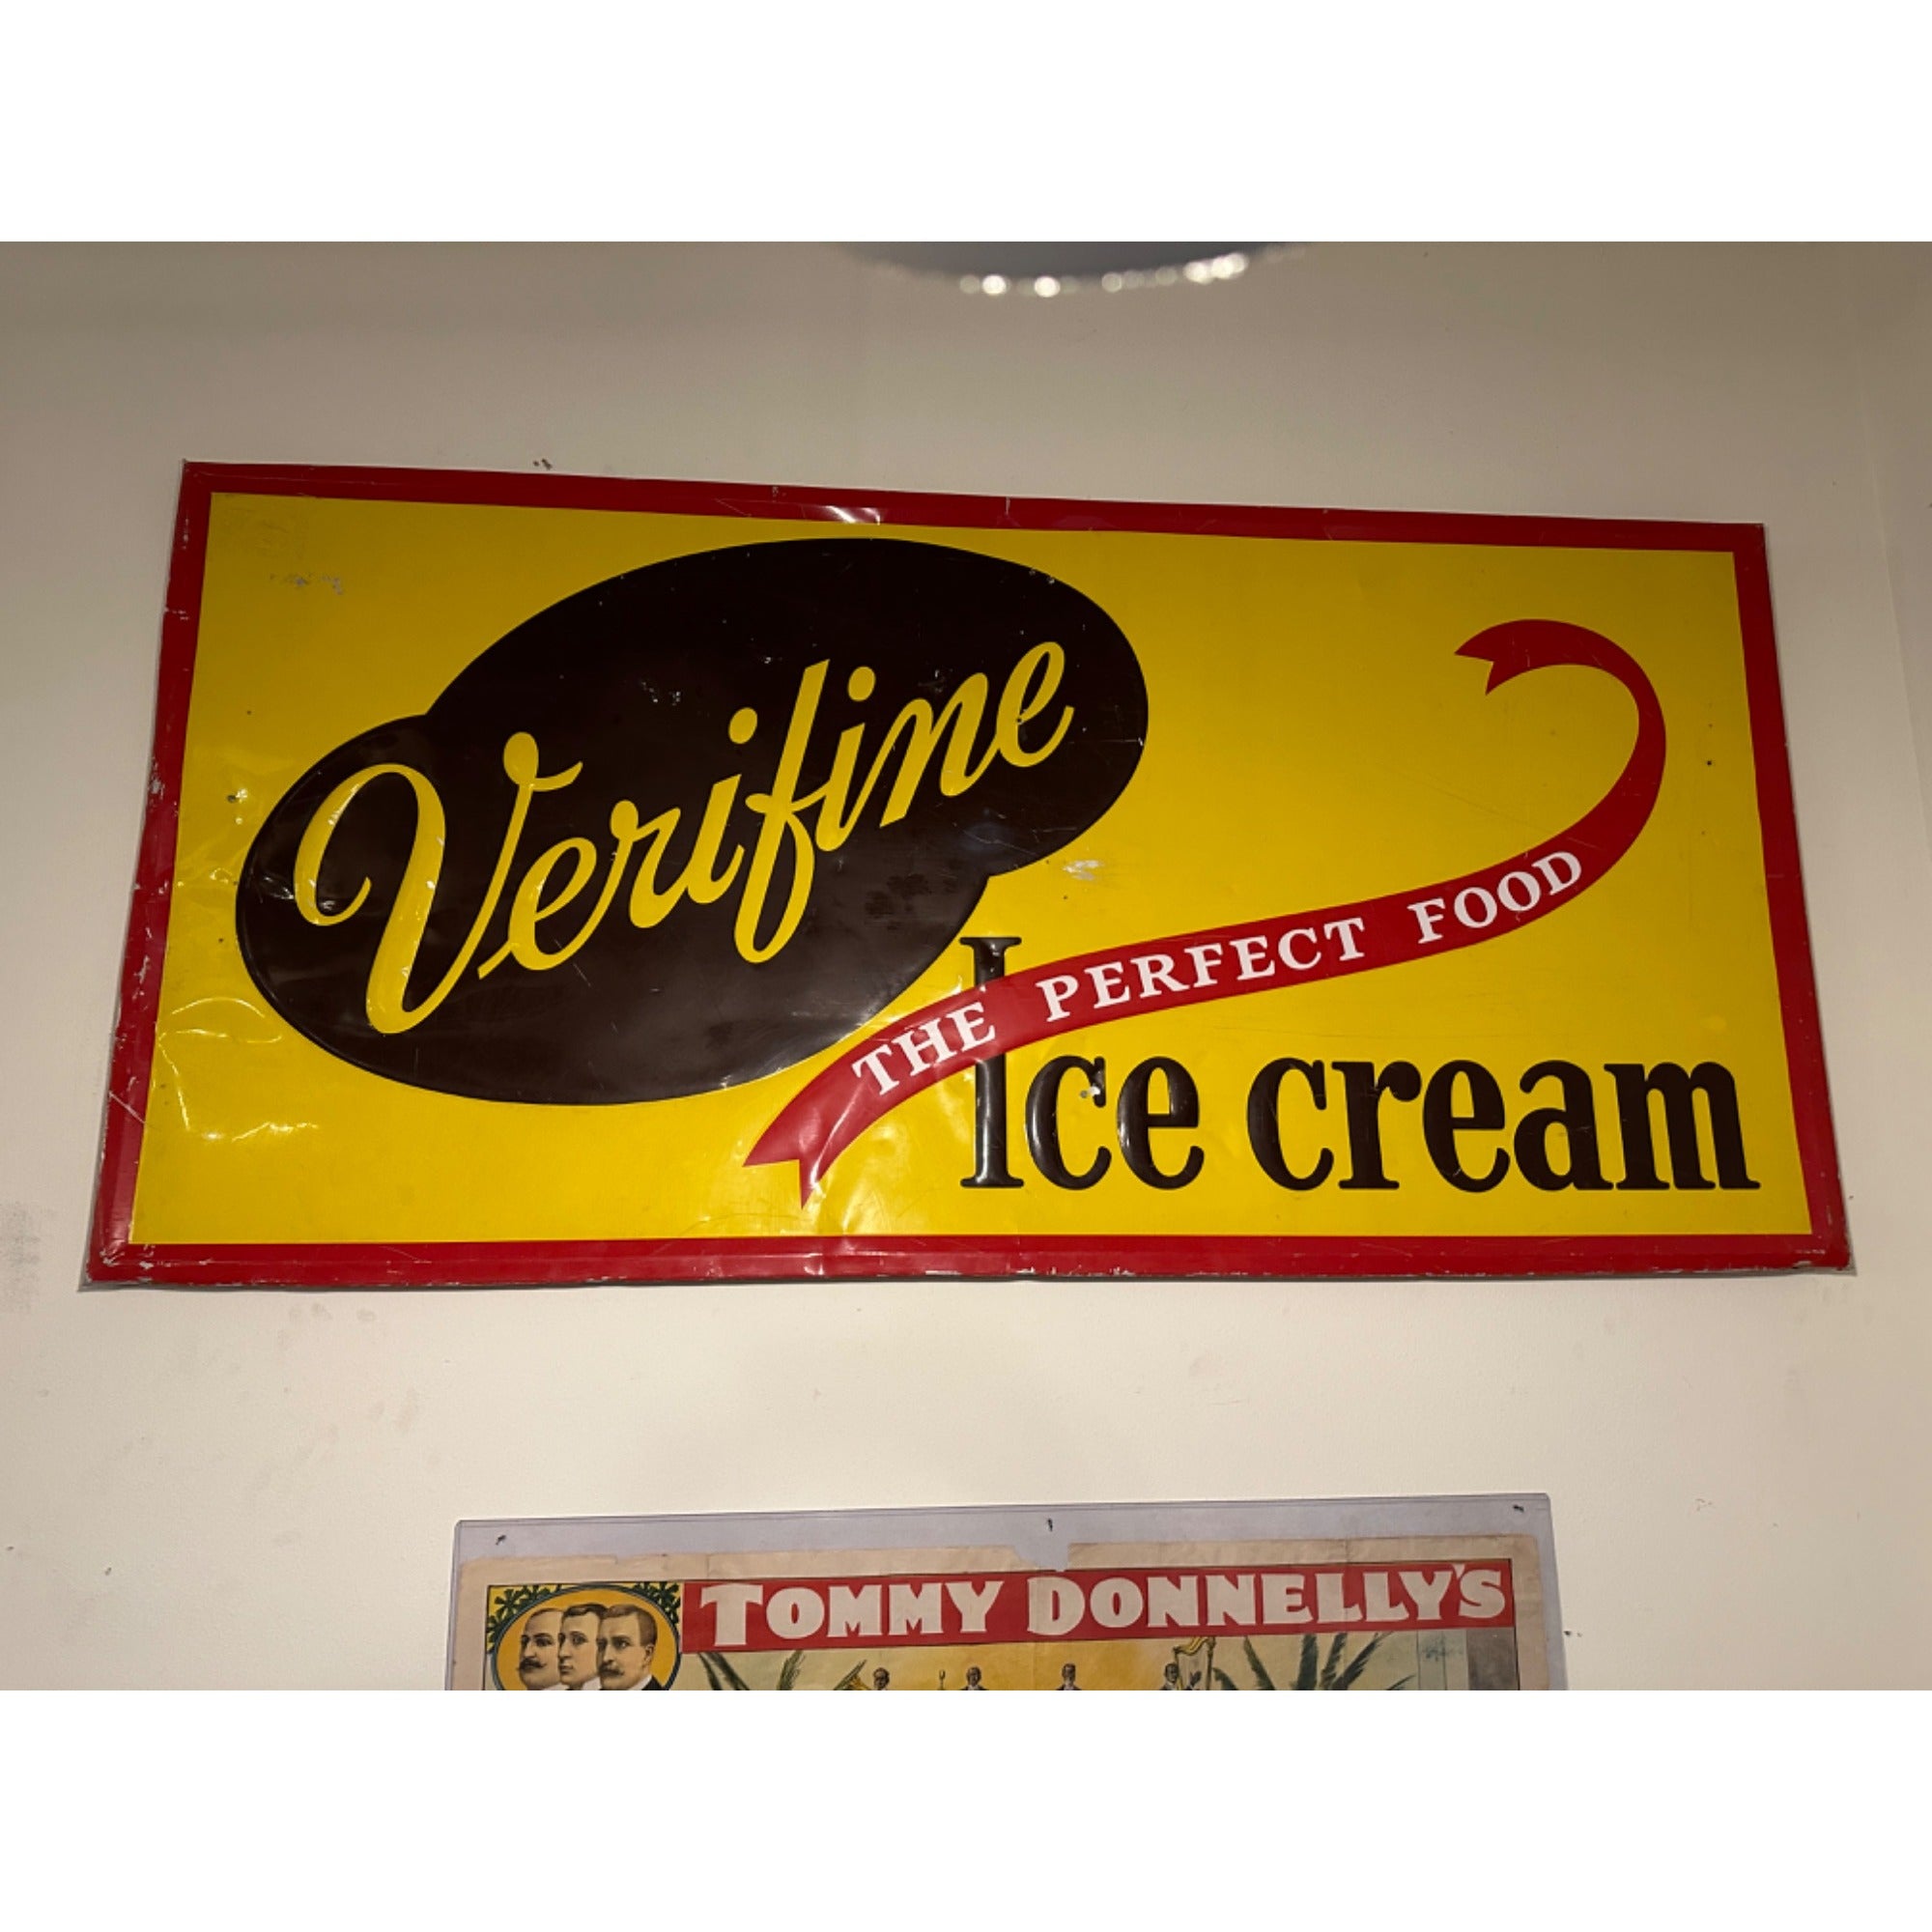 Verifine
THE PERFECT FOOD
Ice cream
TOMMY DONNELLY'S